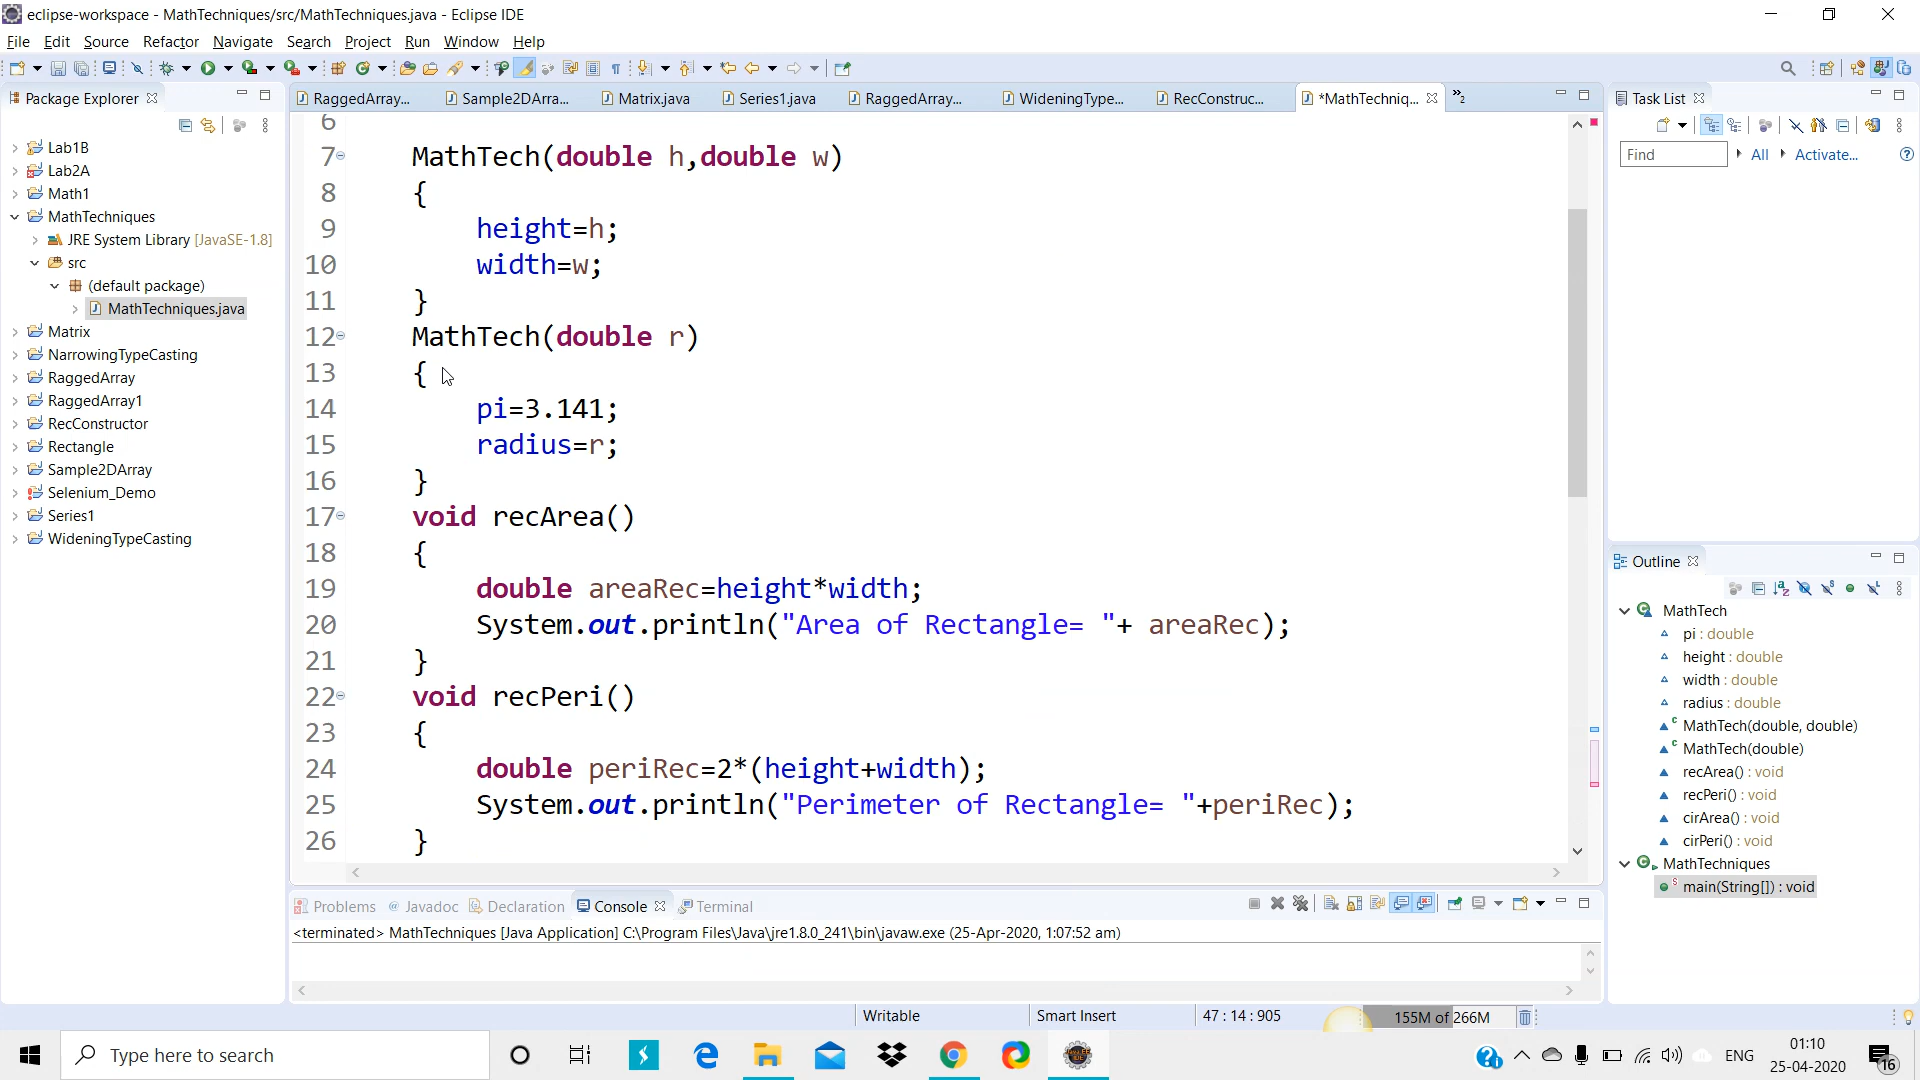 eclipse-workspace - MathTechniques/src/MathTechniques.java - Eclipse IDE
File Edit Source Refactor Navigate Search Project Run Window Help
Package Explorer
RaggedArray... Sample2DArra... Matrix.java Series1.java RaggedArray... WideningType... RecConstruc... *MathTechniq... »2
Task List
Find All Activate...
Lab1B
Lab2A
Math1
MathTechniques
JRE System Library [JavaSE-1.8]
src
(default package)
MathTechniques.java
Matrix
NarrowingTypeCasting
RaggedArray
RaggedArray1
RecConstructor
Rectangle
Sample2DArray
Selenium_Demo
Series1
WideningTypeCasting
6
7 MathTech(double h,double w)
8 {
9 height=h;
10 width=w;
11 }
12 MathTech(double r)
13 {
14 pi=3.141;
15 radius=r;
16 }
17 void recArea()
18 {
19 double areaRec=height*width;
20 System.out.println("Area of Rectangle= "+ areaRec);
21 }
22 void recPeri()
23 {
24 double periRec=2*(height+width);
25 System.out.println("Perimeter of Rectangle= "+periRec);
26 }
Outline
MathTech
pi : double
height : double
width : double
radius : double
MathTech(double, double)
MathTech(double)
recArea() : void
recPeri() : void
cirArea() : void
cirPeri() : void
MathTechniques
main(String[]) : void
Problems @ Javadoc Declaration Console Terminal
<terminated> MathTechniques [Java Application] C:\Program Files\Java\jre1.8.0_241\bin\javaw.exe (25-Apr-2020, 1:07:52 am)
Writable Smart Insert 47 : 14 : 905 155M of 266M
Type here to search
ENG
01:10
25-04-2020
16